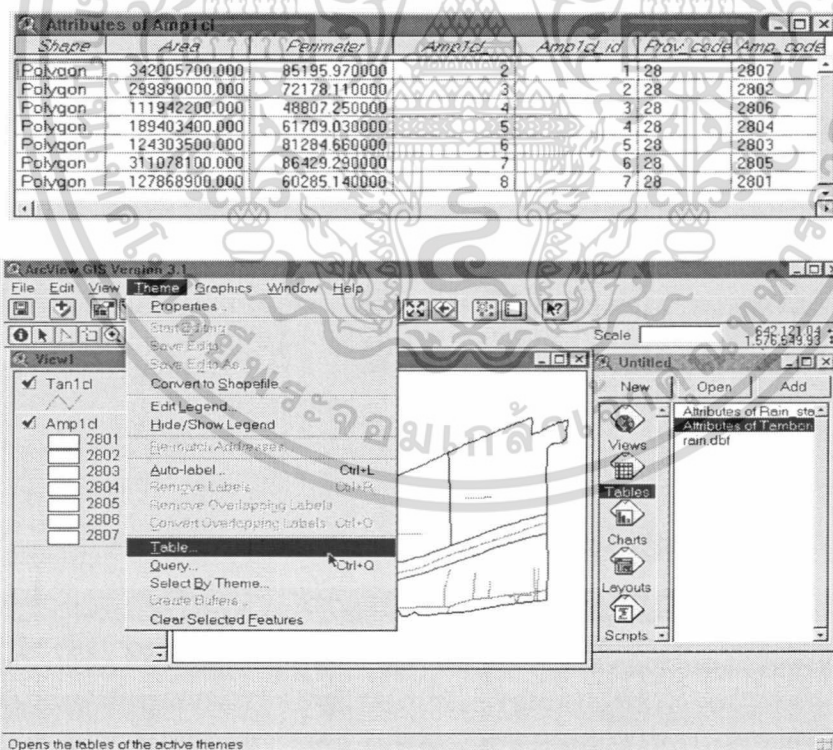 Attributes of Amp1cl
Shape Area Perimeter Amp1cl_ Amp1cl_id Prov_code Amp_code
Polygon 342005700.000 85195.970000 2 1 28 2807
Polygon 299890000.000 72178.110000 3 2 28 2802
Polygon 111942200.000 48807.250000 4 3 28 2806
Polygon 189403400.000 61709.030000 5 4 28 2804
Polygon 124303500.000 81284.660000 6 5 28 2803
Polygon 311078100.000 86429.290000 7 6 28 2805
Polygon 127868900.000 60285.140000 8 7 28 2801
ArcView GIS Version 3.1
File Edit View Theme Graphics Window Help
Scale 642,121.04
1,576,649.93
View1
Tan1cl
Amp1cl
2801
2802
2803
2804
2805
2806
2807
Properties...
Start Editing
Save Edits
Save Edits As...
Convert to Shapefile...
Edit Legend...
Hide/Show Legend
Re-match Addresses...
Auto-label... Ctrl+L
Remove Labels Ctrl+R
Remove Overlapping Labels
Convert Overlapping Labels Ctrl+O
Table...
Query... Ctrl+Q
Select By Theme...
Create Buffers...
Clear Selected Features
Untitled
New Open Add
Views
Tables
Charts
Layouts
Scripts
Attributes of Rain_sta
Attributes of Tambon
rain.dbf
Opens the tables of the active themes